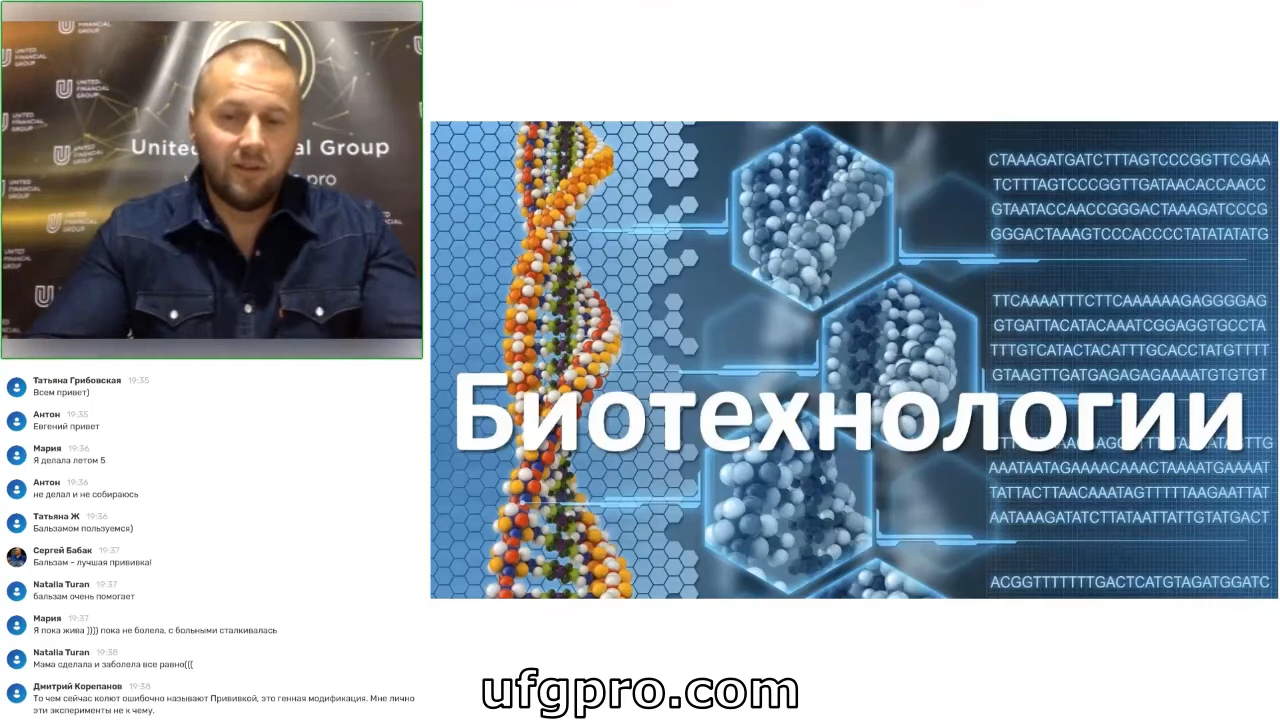 UNITED FINANCIAL GROUP
United
al Group
pro
Татьяна Грибовская 19:35
Всем привет)
Антон 19:35
Евгений привет
Мария 19:36
Я делала летом 5
Антон 19:36
не делал и не собираюсь
Татьяна Ж 19:36
Бальзамом пользуемся)
Сергей Бабак 19:37
Бальзам - лучшая прививка!
Natalia Turan 19:37
бальзам очень помогает
Мария 19:37
Я пока жива )))) пока не болела, с больными сталкивалась
Natalia Turan 19:38
Мама сделала и заболела все равно(((
Дмитрий Корепанов 19:38
То чем сейчас колют ошибочно называют Прививкой, это генная модификация. Мне лично
эти эксперименты не к чему.
CTAAAGATGATCTTTAGTCCCGGTTCGAA
TCTTTAGTCCCGGTTGATAACACCAACC
GTAATACCAACCGGGACTAAAGATCCCG
GGGACTAAAGTCCCACCCCTATATATATG
TTCAAAATTTCTTCAAAAAAGAGGGGAG
GTGATTACATACAAATCGGAGGTGCCTA
TTTGTCATACTACATTTGCACCTATGTTTT
GTAAGTTGATGAGAGAGAAAATGTGTGT
Биотехнологии
AAATAATAGAAAACAAACTAAAATGAAAAT
TATTACTTAACAAATAGTTTTTAAGAATTAT
AATAAAGATATCTTATAATTATTGTATGACT
ACGGTTTTTTTGACTCATGTAGATGGATC
ufgpro.com